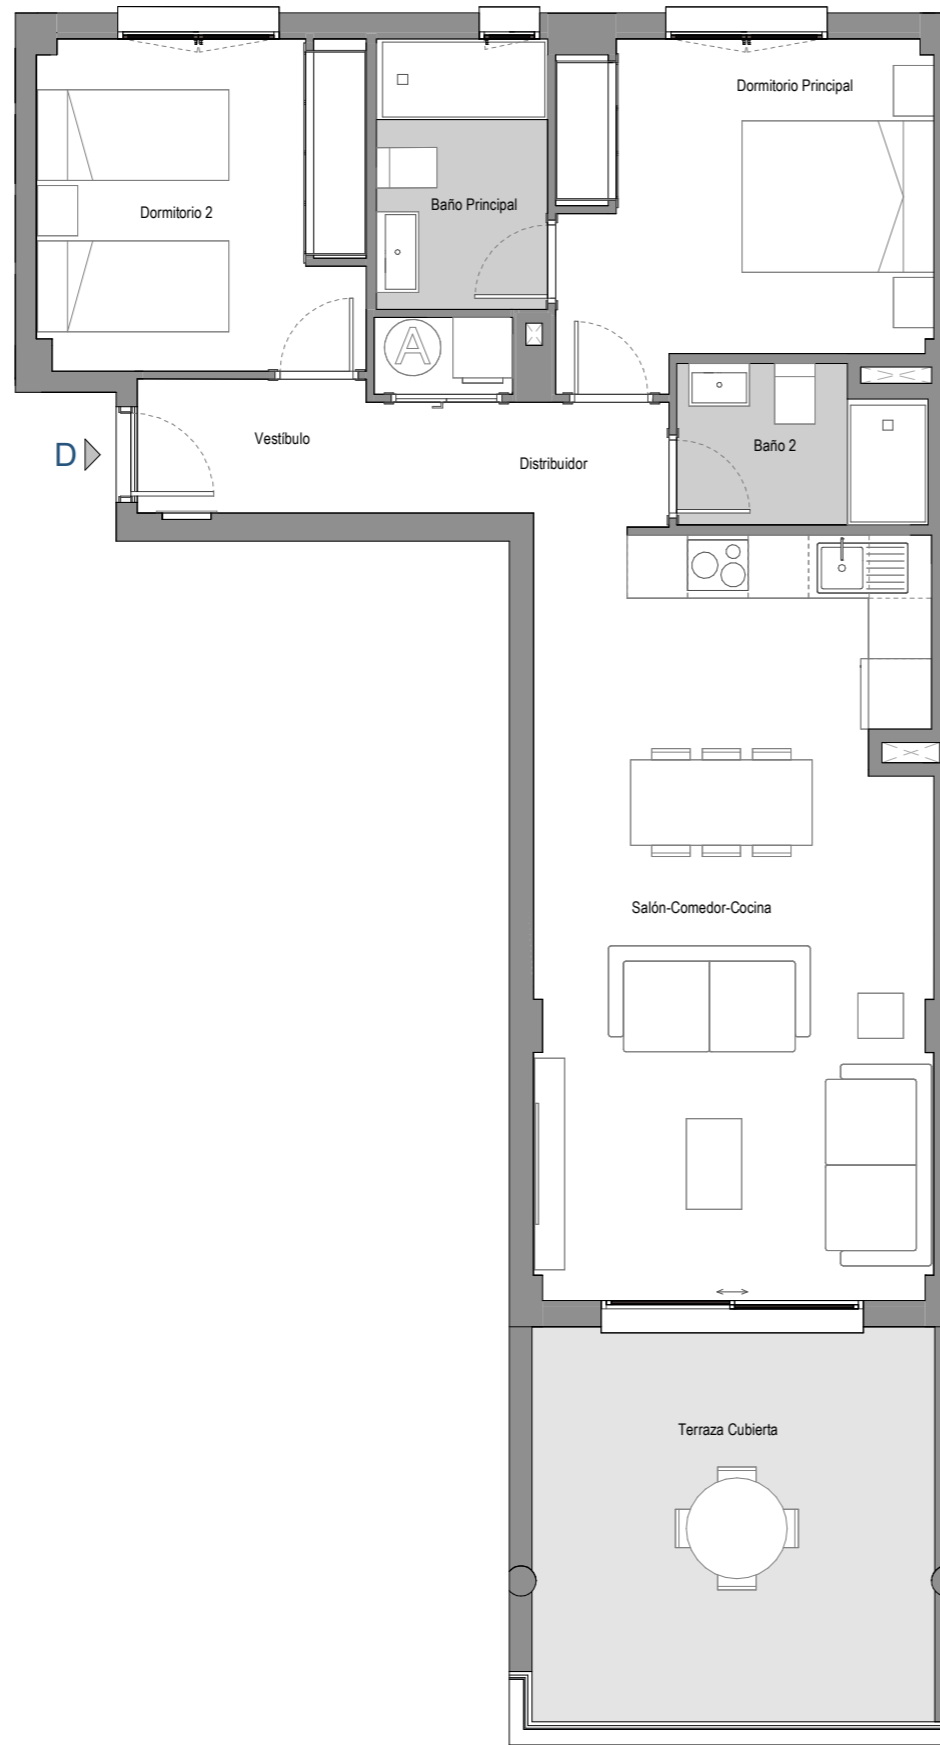 Dormitorio Principal
Dormitorio 2
Baño Principal
A
Vestíbulo
D
Distribuidor
Baño 2
Salón-Comedor-Cocina
Terraza Cubierta